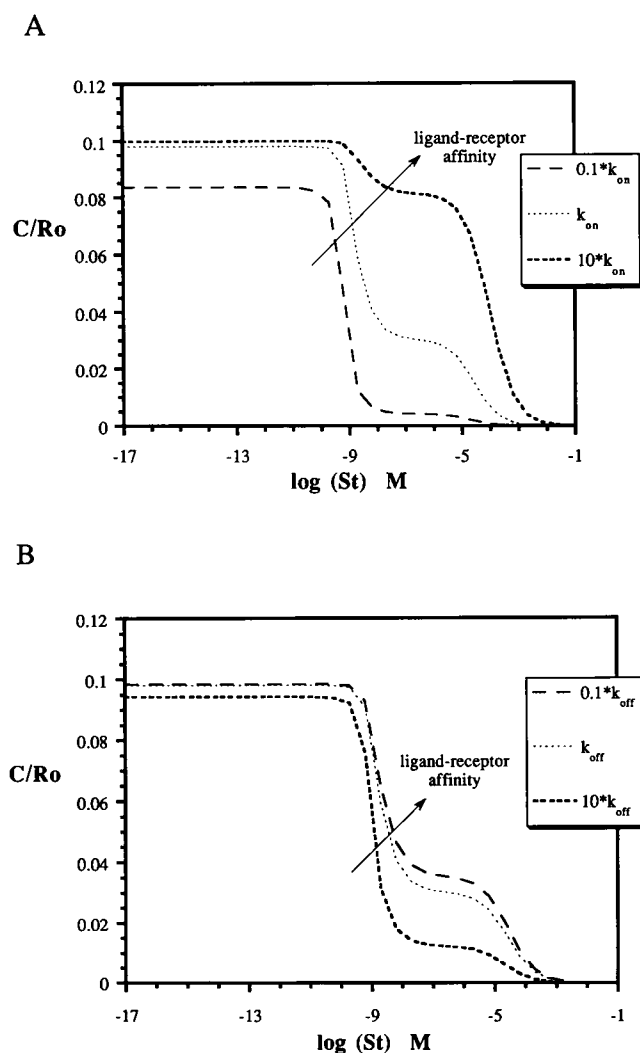 A
0.12
0.1
0.08
0.06
0.04
0.02
0
C/Ro
ligand-receptor
affinity
0.1*k_on
k_on
10*k_on
-17
-13
-9
-5
-1
log (St) M
B
0.12
0.1
0.08
0.06
0.04
0.02
0
C/Ro
ligand-receptor
affinity
0.1*k_off
k_off
10*k_off
-17
-13
-9
-5
-1
log (St) M